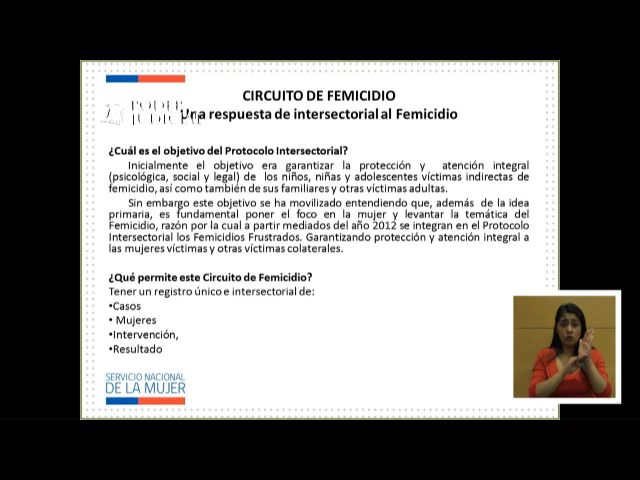 CIRCUITO DE FEMICIDIO
PODER
JUDICIAL
Una respuesta de intersectorial al Femicidio
¿Cuál es el objetivo del Protocolo Intersectorial?
Inicialmente el objetivo era garantizar la protección y atención integral
(psicológica, social y legal) de los niños, niñas y adolescentes víctimas indirectas de
femicidio, así como también de sus familiares y otras víctimas adultas.
Sin embargo este objetivo se ha movilizado entendiendo que, además de la idea
primaria, es fundamental poner el foco en la mujer y levantar la temática del
Femicidio, razón por la cual a partir mediados del año 2012 se integran en el Protocolo
Intersectorial los Femicidios Frustrados. Garantizando protección y atención integral a
las mujeres víctimas y otras víctimas colaterales.
¿Qué permite este Circuito de Femicidio?
Tener un registro único e intersectorial de:
•Casos
• Mujeres
•Intervención,
•Resultado
SERVICIO NACIONAL
DE LA MUJER